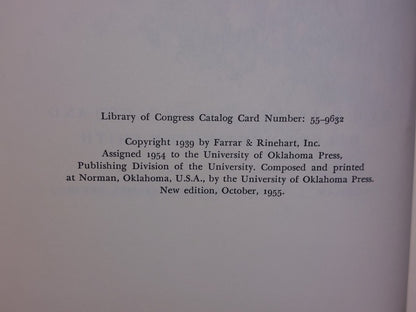 Library of Congress Catalog Card Number: 55-9632
Copyright 1939 by Farrar & Rinehart, Inc.
Assigned 1954 to the University of Oklahoma Press,
Publishing Division of the University. Composed and printed
at Norman, Oklahoma, U.S.A., by the University of Oklahoma Press.
New edition, October, 1955.